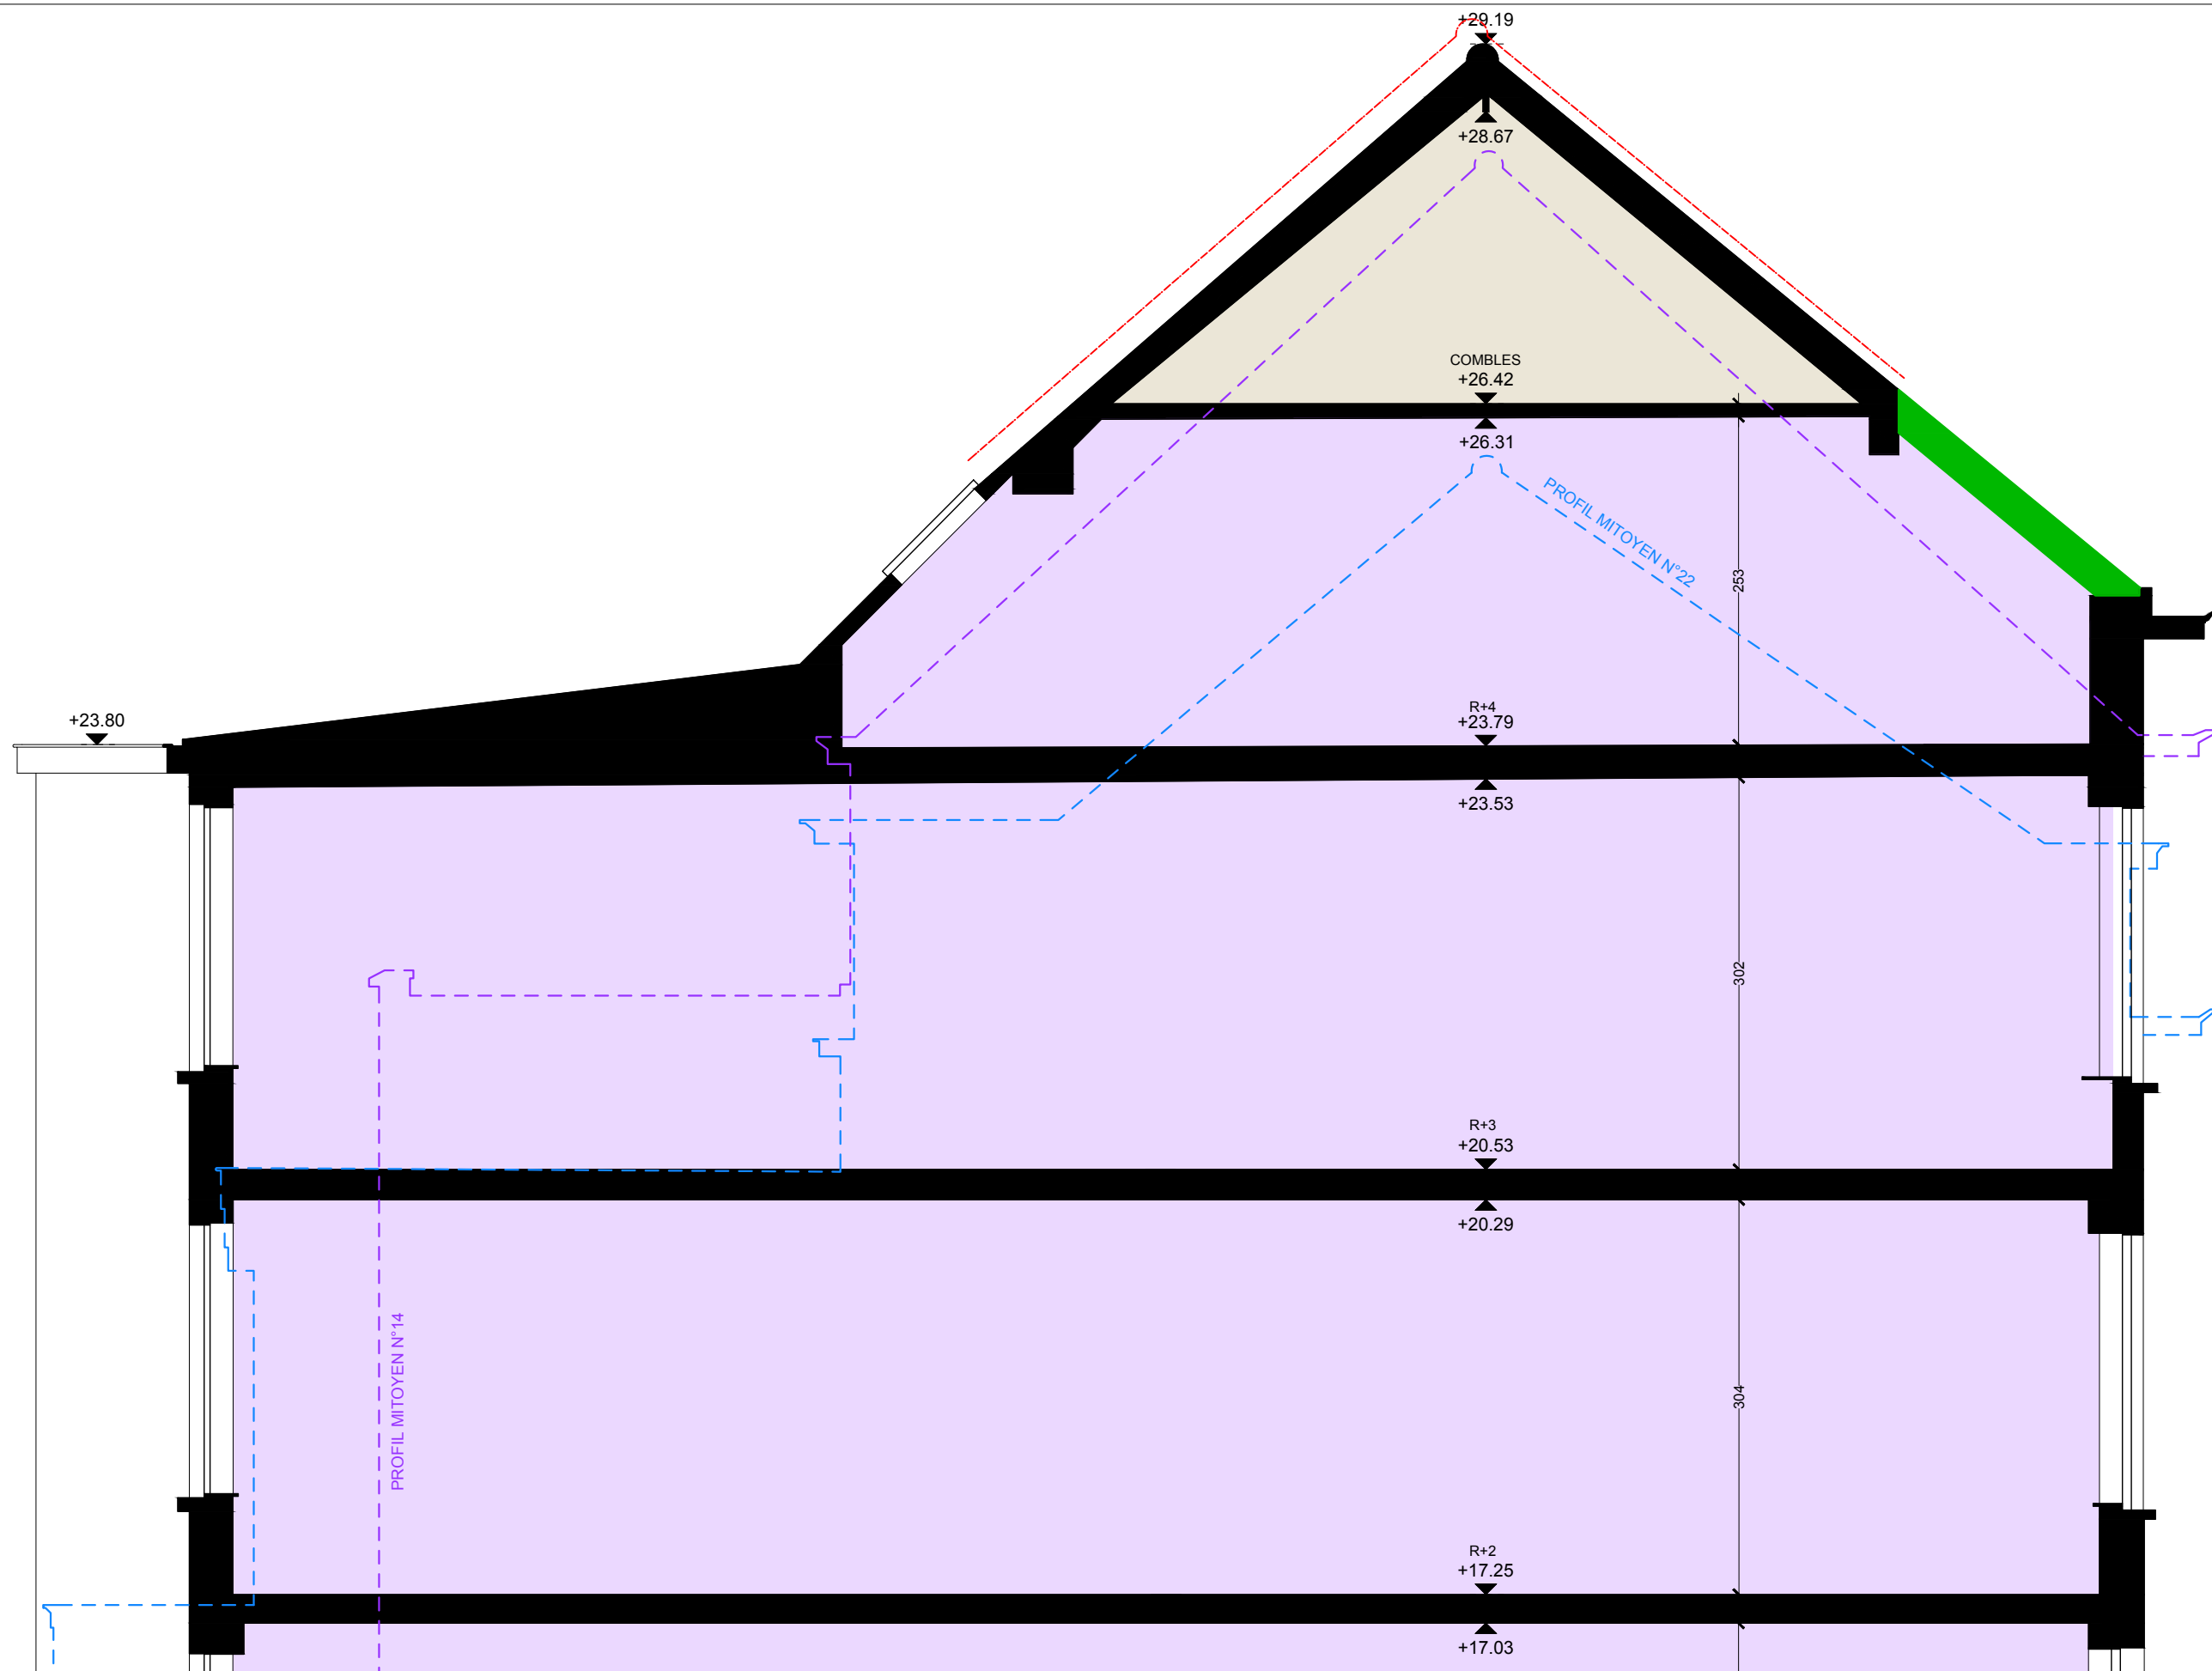 +29.19
+28.67
COMBLES
+26.42
+26.31
PROFIL MITOYEN N°22
253
R+4
+23.79
+23.80
+23.53
302
R+3
+20.53
+20.29
PROFIL MITOYEN N°14
304
R+2
+17.25
+17.03